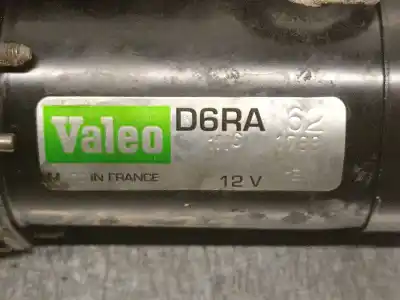 Valeo D6RA 62
IN FRANCE 12 V